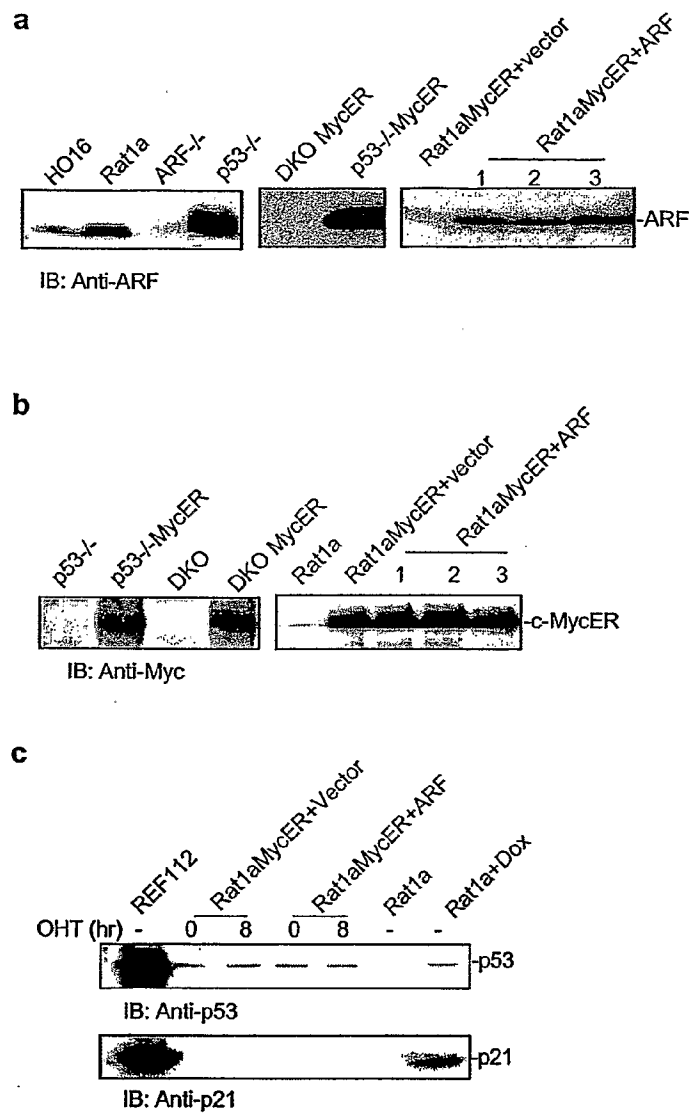 a
HO16 Rat1a ARF-/- p53-/- DKO MycER p53-/-MycER Rat1aMycER+vector Rat1aMycER+ARF
1 2 3
-ARF
IB: Anti-ARF
b
p53-/- p53-/-MycER DKO DKO MycER Rat1a Rat1aMycER+vector Rat1aMycER+ARF
1 2 3
-c-MycER
IB: Anti-Myc
c
REF112 Rat1aMycER+Vector Rat1aMycER+ARF Rat1a Rat1a+Dox
OHT (hr) - 0 8 0 8 - -
-p53
IB: Anti-p53
-p21
IB: Anti-p21